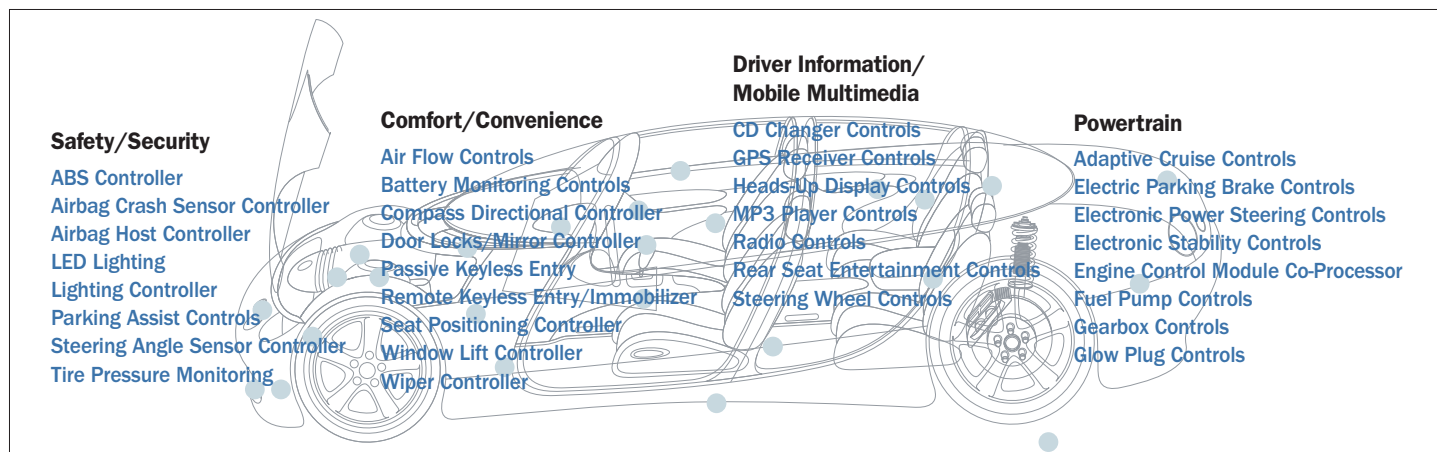 Safety/Security
ABS Controller
Airbag Crash Sensor Controller
Airbag Host Controller
LED Lighting
Lighting Controller
Parking Assist Controls
Steering Angle Sensor Controller
Tire Pressure Monitoring
Comfort/Convenience
Air Flow Controls
Battery Monitoring Controls
Compass Directional Controller
Door Locks/Mirror Controller
Passive Keyless Entry
Remote Keyless Entry/Immobilizer
Seat Positioning Controller
Window Lift Controller
Wiper Controller
Driver Information/
Mobile Multimedia
CD Changer Controls
GPS Receiver Controls
Heads-Up Display Controls
MP3 Player Controls
Radio Controls
Rear Seat Entertainment Controls
Steering Wheel Controls
Powertrain
Adaptive Cruise Controls
Electric Parking Brake Controls
Electronic Power Steering Controls
Electronic Stability Controls
Engine Control Module Co-Processor
Fuel Pump Controls
Gearbox Controls
Glow Plug Controls